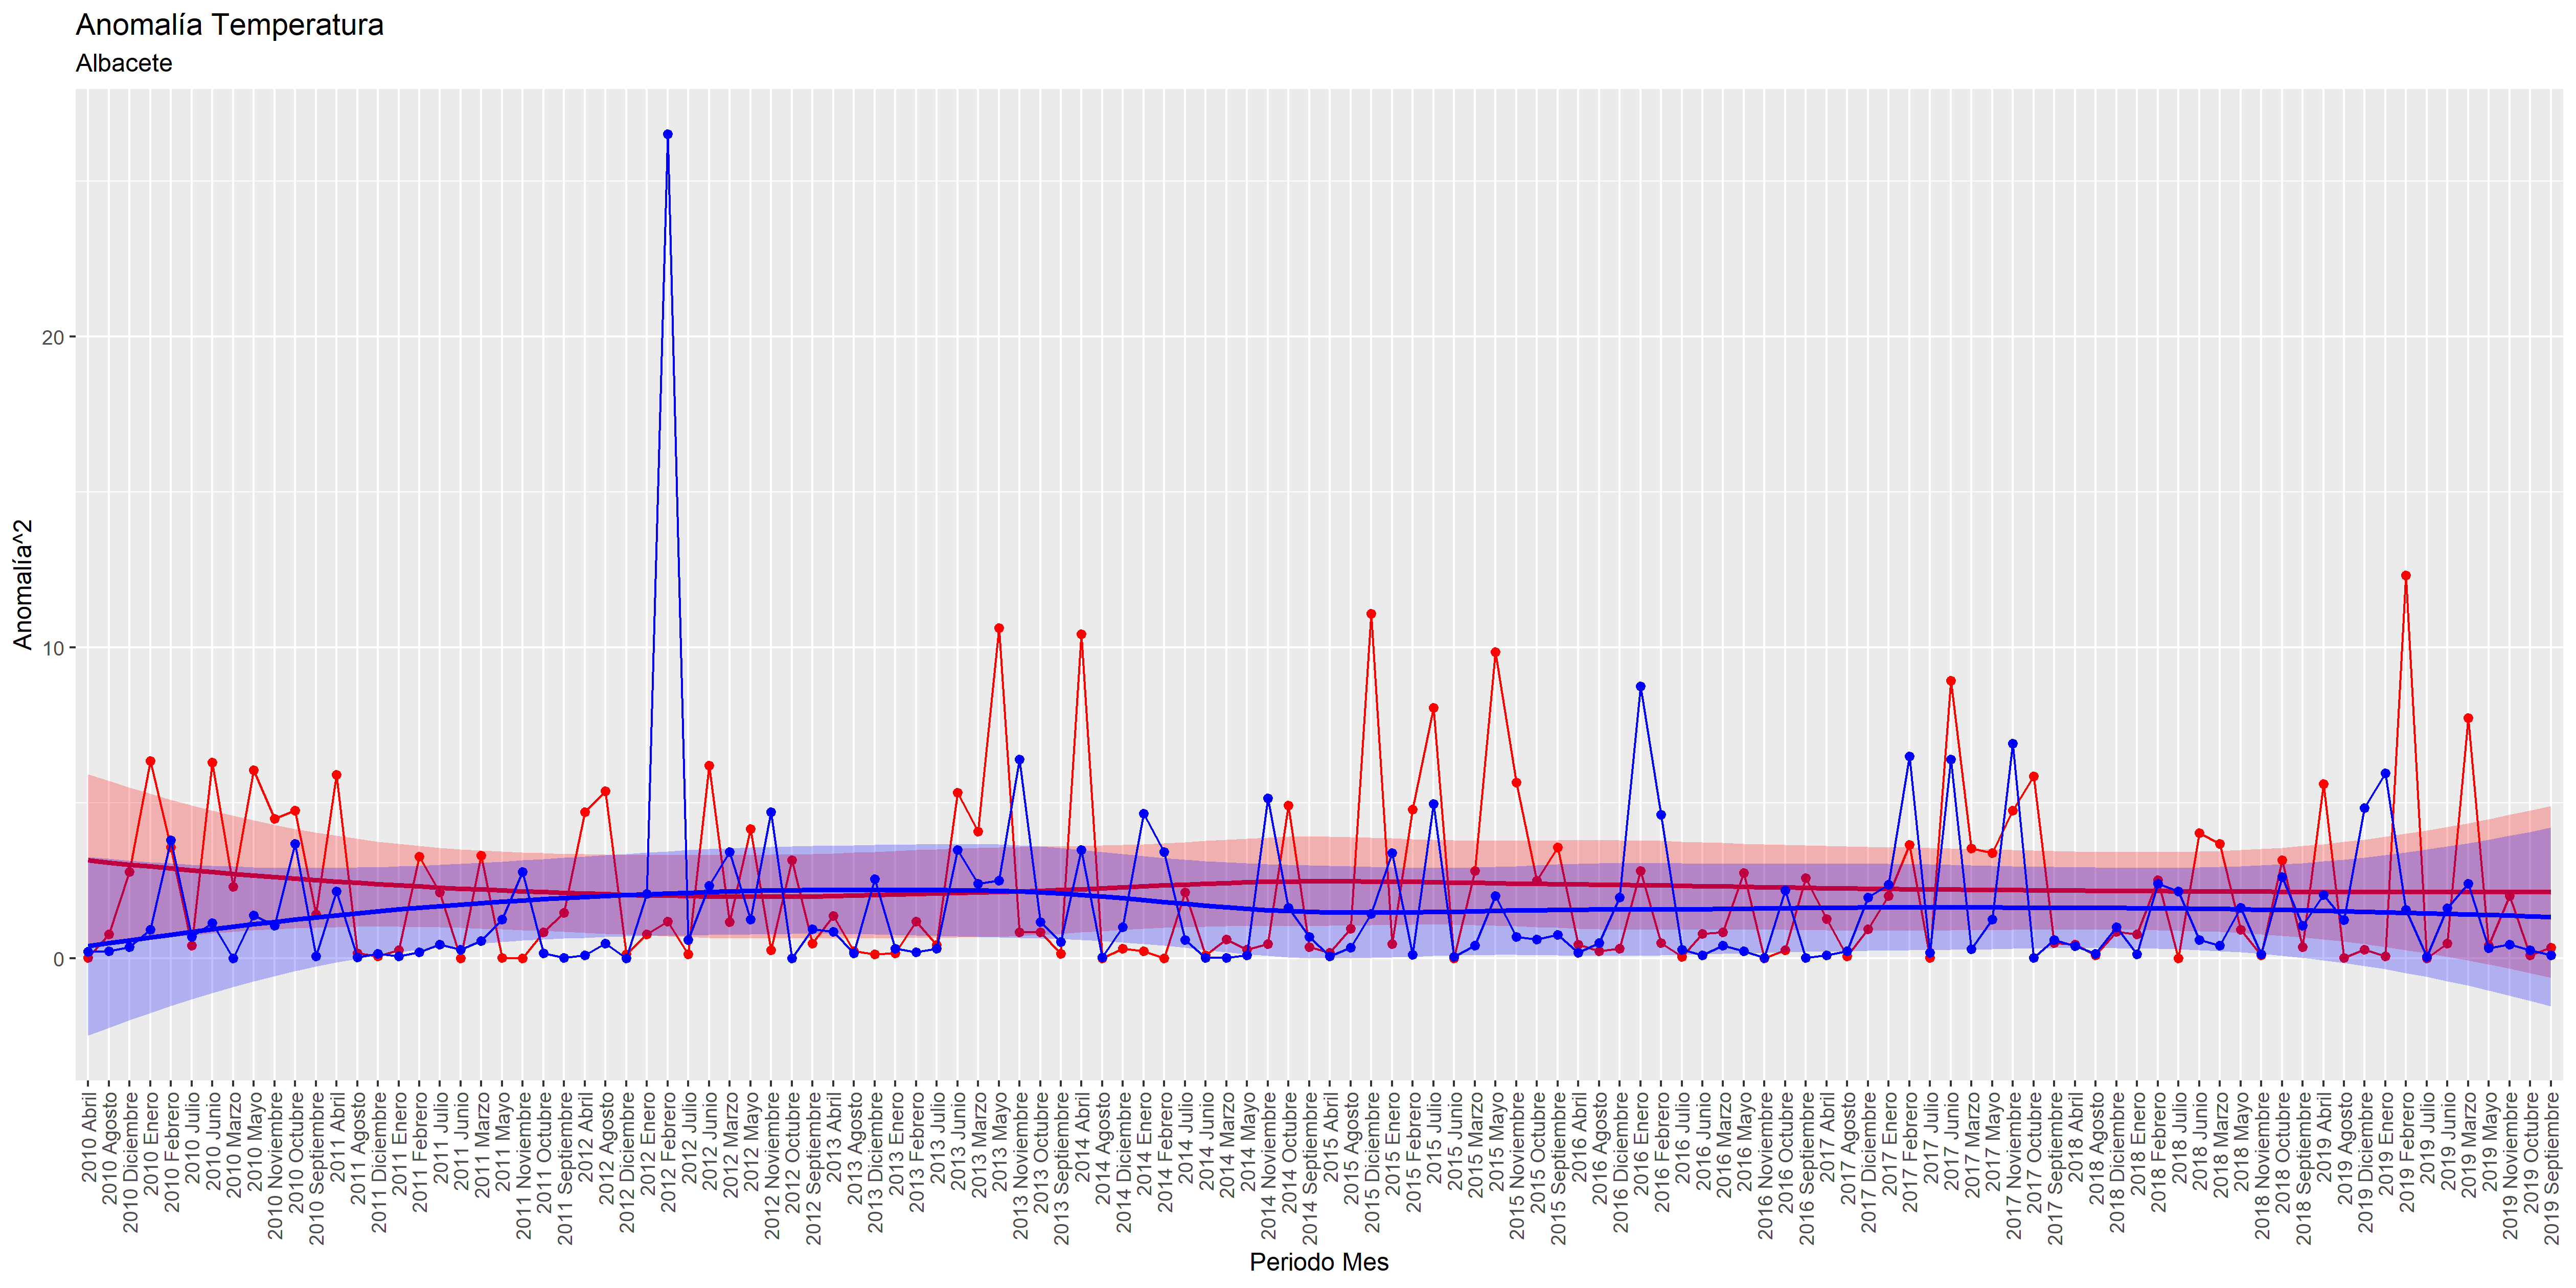 Anomalía Temperatura
Albacete
Anomalía^2
20
10
0
2010 Abril
2010 Agosto
2010 Diciembre
2010 Enero
2010 Febrero
2010 Julio
2010 Junio
2010 Marzo
2010 Mayo
2010 Noviembre
2010 Octubre
2010 Septiembre
2011 Abril
2011 Agosto
2011 Diciembre
2011 Enero
2011 Febrero
2011 Julio
2011 Junio
2011 Marzo
2011 Mayo
2011 Noviembre
2011 Octubre
2011 Septiembre
2012 Abril
2012 Agosto
2012 Diciembre
2012 Enero
2012 Febrero
2012 Julio
2012 Junio
2012 Marzo
2012 Mayo
2012 Noviembre
2012 Octubre
2012 Septiembre
2013 Abril
2013 Agosto
2013 Diciembre
2013 Enero
2013 Febrero
2013 Julio
2013 Junio
2013 Marzo
2013 Mayo
2013 Noviembre
2013 Octubre
2013 Septiembre
2014 Abril
2014 Agosto
2014 Diciembre
2014 Enero
2014 Febrero
2014 Julio
2014 Junio
2014 Marzo
2014 Mayo
2014 Noviembre
2014 Octubre
2014 Septiembre
2015 Abril
2015 Agosto
2015 Diciembre
2015 Enero
2015 Febrero
2015 Julio
2015 Junio
2015 Marzo
2015 Mayo
2015 Noviembre
2015 Octubre
2015 Septiembre
2016 Abril
2016 Agosto
2016 Diciembre
2016 Enero
2016 Febrero
2016 Julio
2016 Junio
2016 Marzo
2016 Mayo
2016 Noviembre
2016 Octubre
2016 Septiembre
2017 Abril
2017 Agosto
2017 Diciembre
2017 Enero
2017 Febrero
2017 Julio
2017 Junio
2017 Marzo
2017 Mayo
2017 Noviembre
2017 Octubre
2017 Septiembre
2018 Abril
2018 Agosto
2018 Diciembre
2018 Enero
2018 Febrero
2018 Julio
2018 Junio
2018 Marzo
2018 Mayo
2018 Noviembre
2018 Octubre
2018 Septiembre
2019 Abril
2019 Agosto
2019 Diciembre
2019 Enero
2019 Febrero
2019 Julio
2019 Junio
2019 Marzo
2019 Mayo
2019 Noviembre
2019 Octubre
2019 Septiembre
Periodo Mes